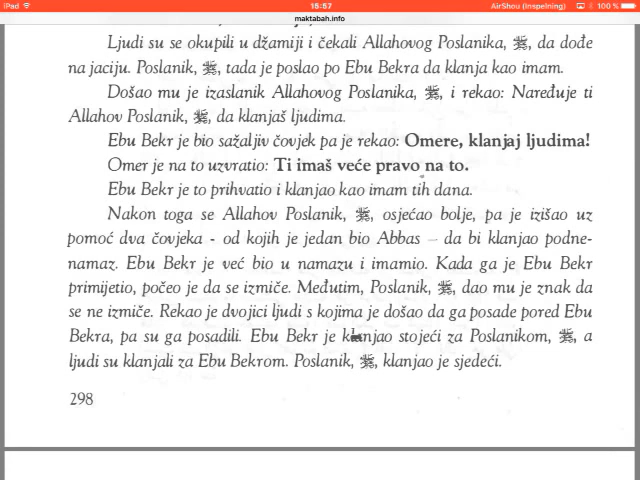 iPad
15:57
AirShou (Inspelning)
100 %
maktabah.info
Ljudi su se okupili u džamiji i čekali Allahovog Poslanika, ﷺ, da dođe
na jaciju. Poslanik, ﷺ, tada je poslao po Ebu Bekra da klanja kao imam.
Došao mu je izaslanik Allahovog Poslanika, ﷺ, i rekao: Naređuje ti
Allahov Poslanik, ﷺ, da klanjaš ljudima.
Ebu Bekr je bio sažaljiv čovjek pa je rekao: Omere, klanjaj ljudima!
Omer je na to uzvratio: Ti imaš veće pravo na to.
Ebu Bekr je to prihvatio i klanjao kao imam tih dana.
Nakon toga se Allahov Poslanik, ﷺ, osjećao bolje, pa je izišao uz
pomoć dva čovjeka - od kojih je jedan bio Abbas – da bi klanjao podne-
namaz. Ebu Bekr je već bio u namazu i imamio. Kada ga je Ebu Bekr
primijetio, počeo je da se izmiče. Međutim, Poslanik, ﷺ, dao mu je znak da
se ne izmiče. Rekao je dvojici ljudi s kojima je došao da ga posade pored Ebu
Bekra, pa su ga posadili. Ebu Bekr je klanjao stojeći za Poslanikom, ﷺ, a
ljudi su klanjali za Ebu Bekrom. Poslanik, ﷺ, klanjao je sjedeći.
298